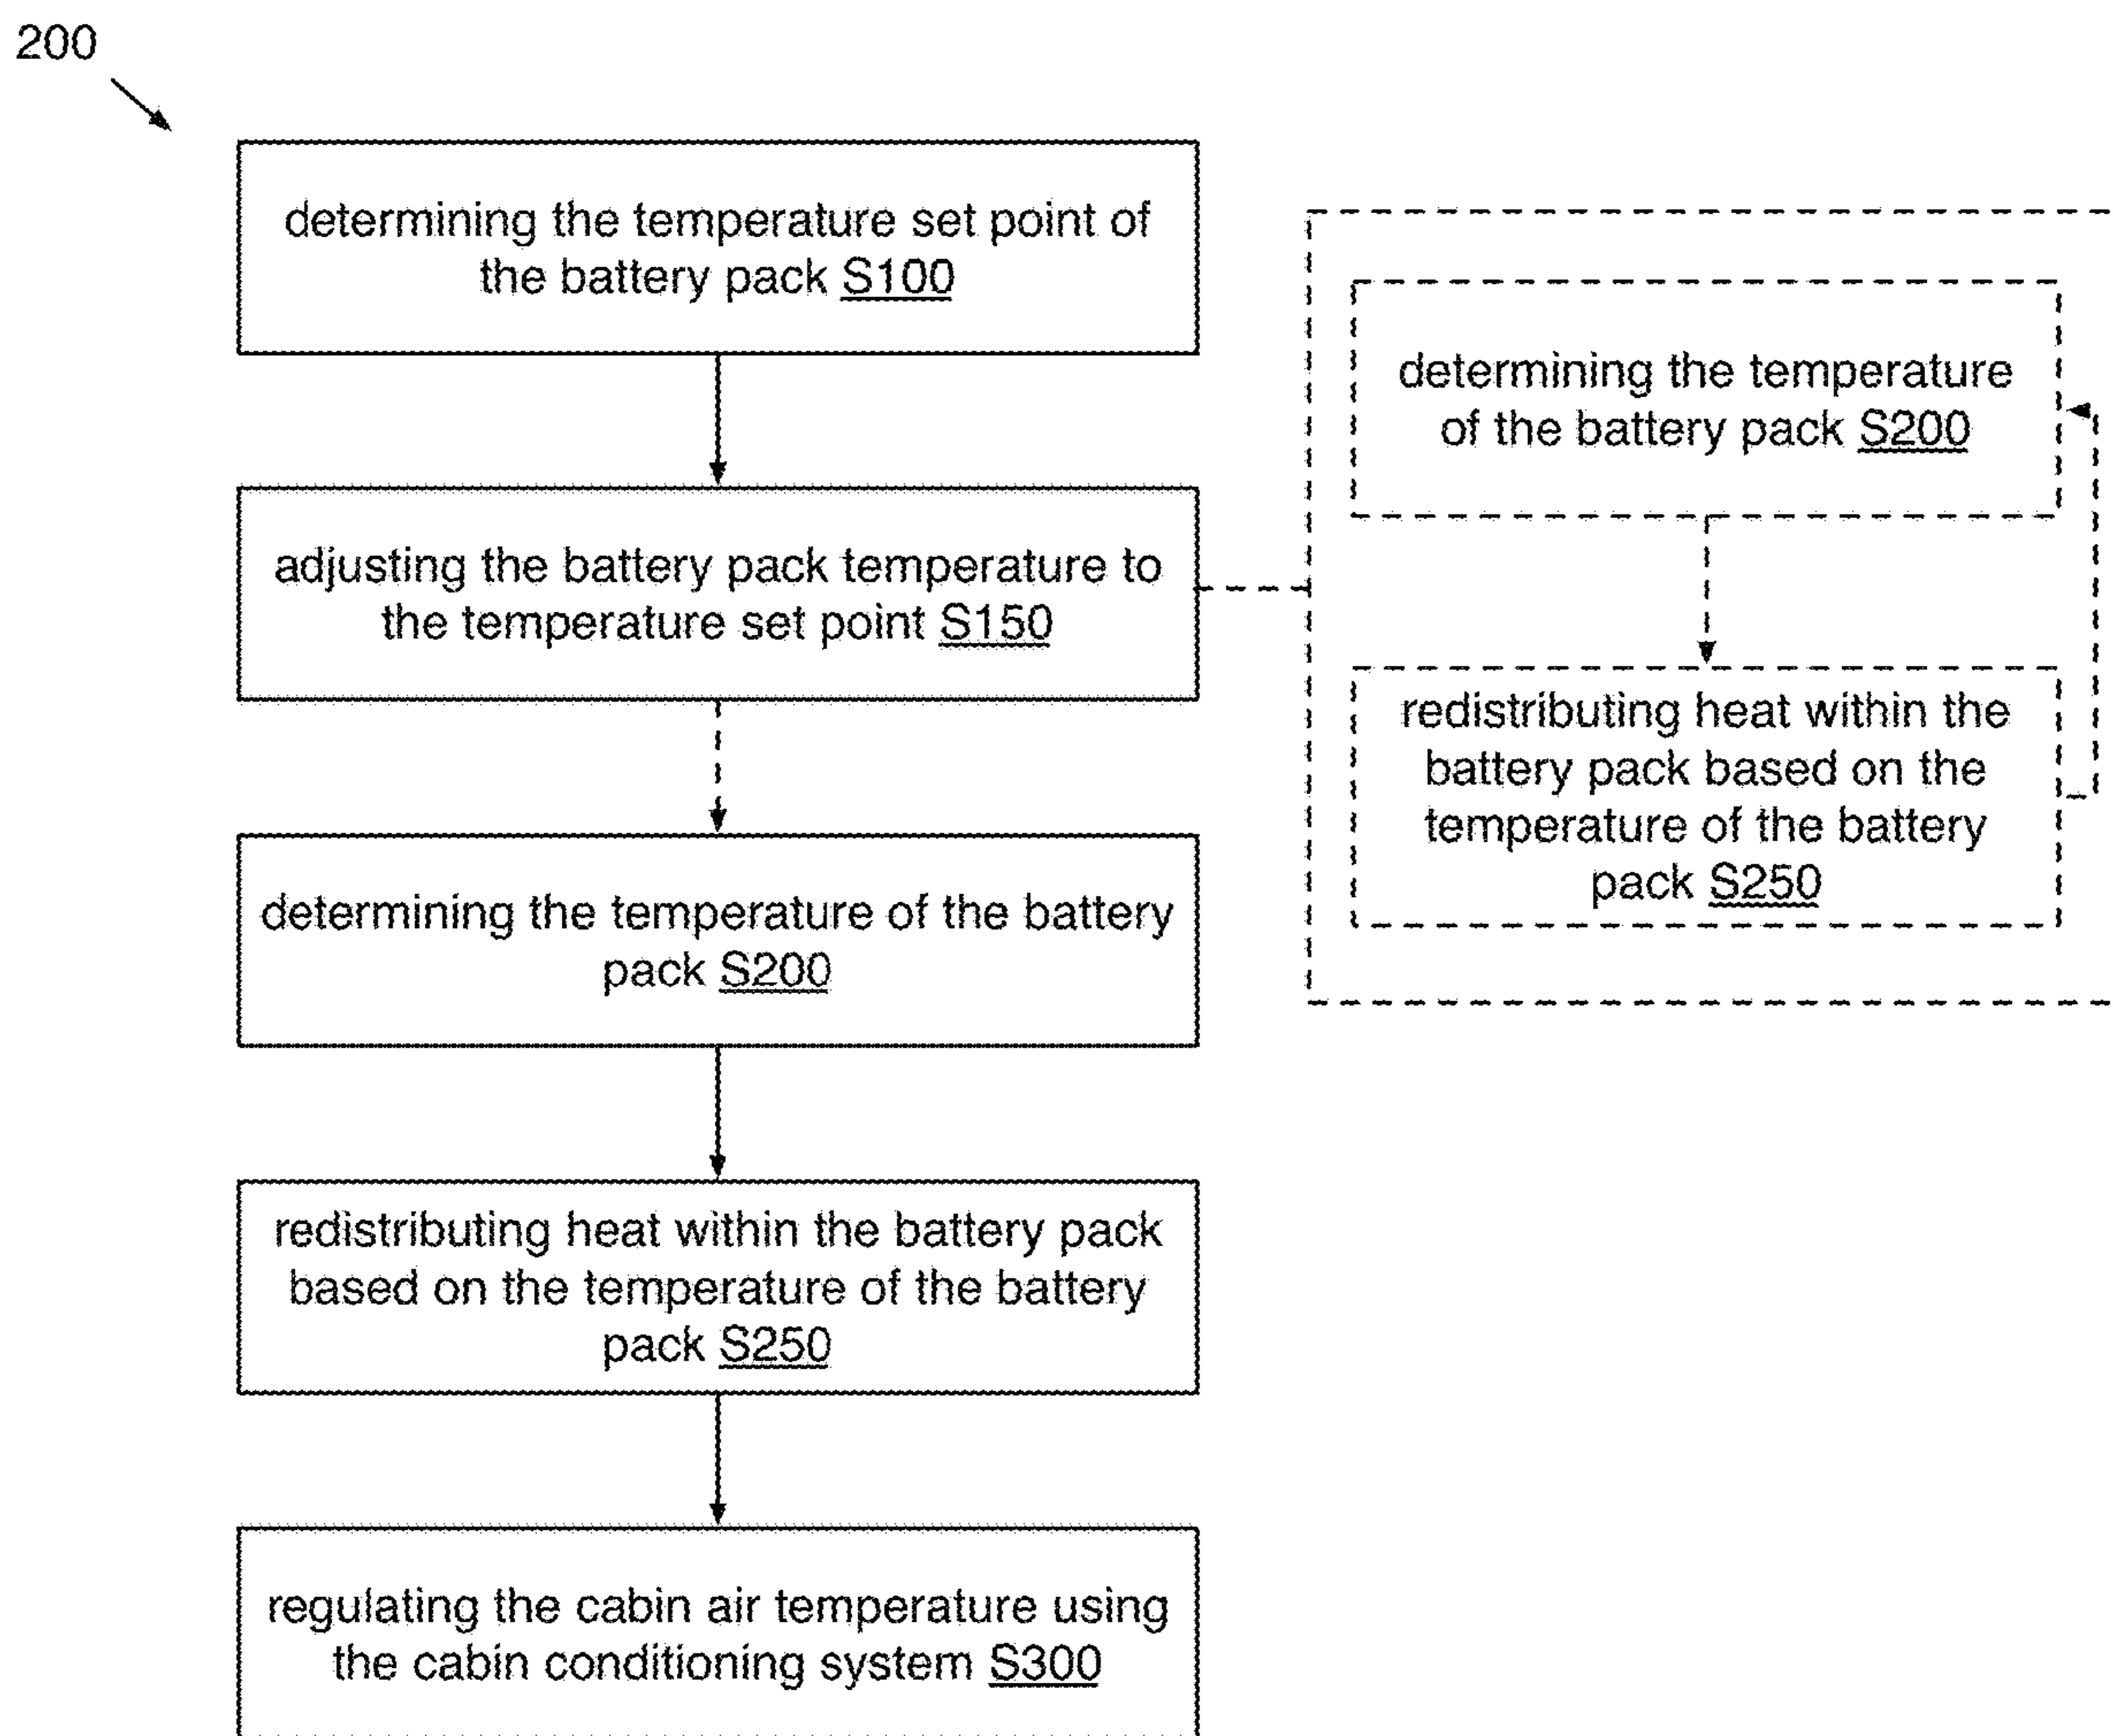 200
determining the temperature set point of
the battery pack S100
adjusting the battery pack temperature to
the temperature set point S150
determining the temperature of the battery
pack S200
redistributing heat within the battery pack
based on the temperature of the battery
pack S250
regulating the cabin air temperature using
the cabin conditioning system S300
determining the temperature
of the battery pack S200
redistributing heat within the
battery pack based on the
temperature of the battery
pack S250